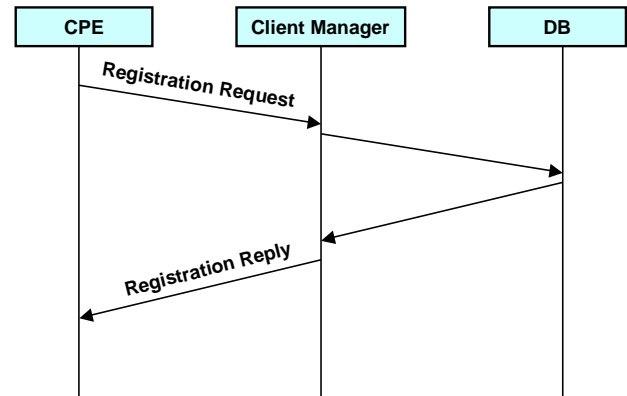 CPE
Client Manager
DB
Registration Request
Registration Reply